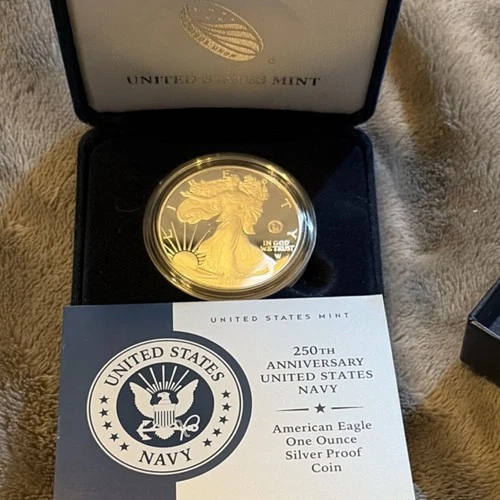 UNITED STATES MINT
LIBERTY
IN GOD
WE TRUST
W
UNITED STATES MINT
UNITED STATES
NAVY
250TH
ANNIVERSARY
UNITED STATES
NAVY
American Eagle
One Ounce
Silver Proof
Coin